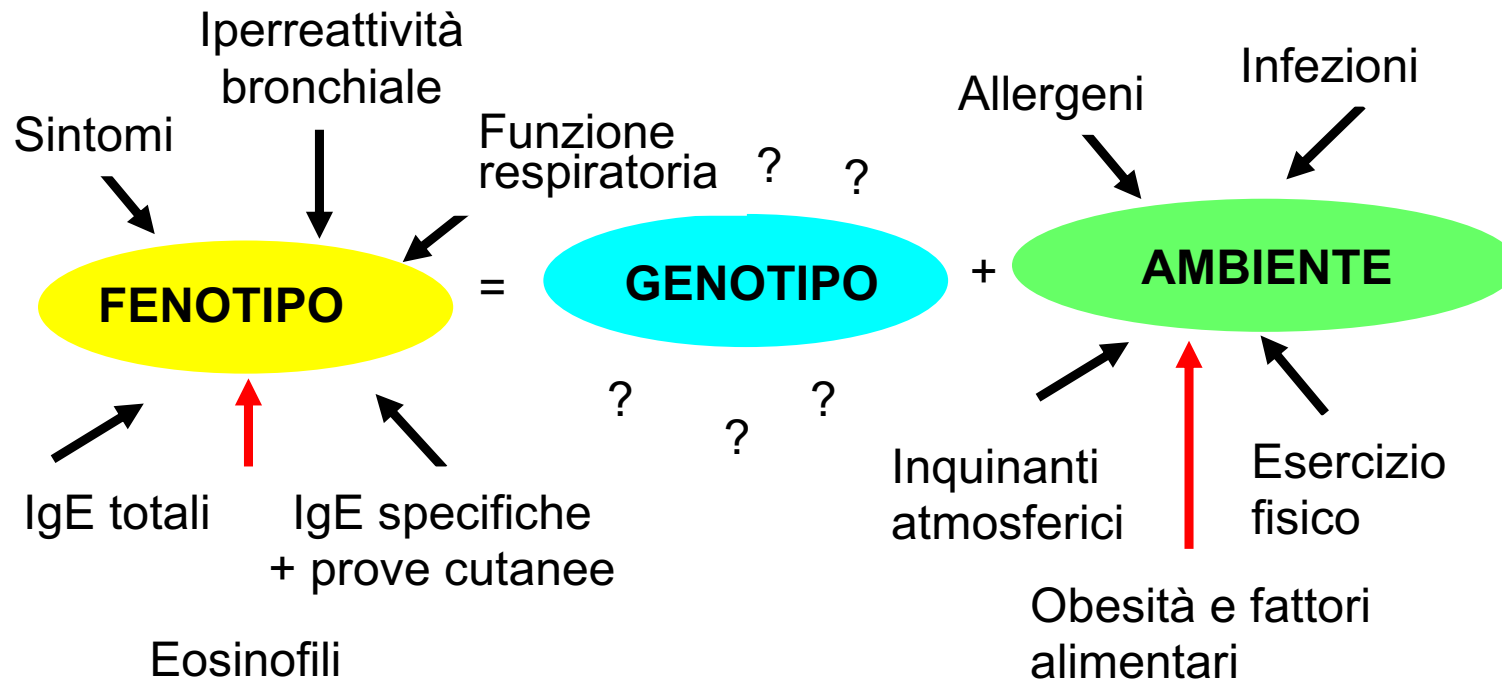 Iperreattività
bronchiale
Sintomi
Funzione
respiratoria
? ?
Allergeni
Infezioni
FENOTIPO
=
GENOTIPO
+
AMBIENTE
? ? ?
IgE totali
IgE specifiche
+ prove cutanee
Eosinofili
Inquinanti
atmosferici
Esercizio
fisico
Obesità e fattori
alimentari